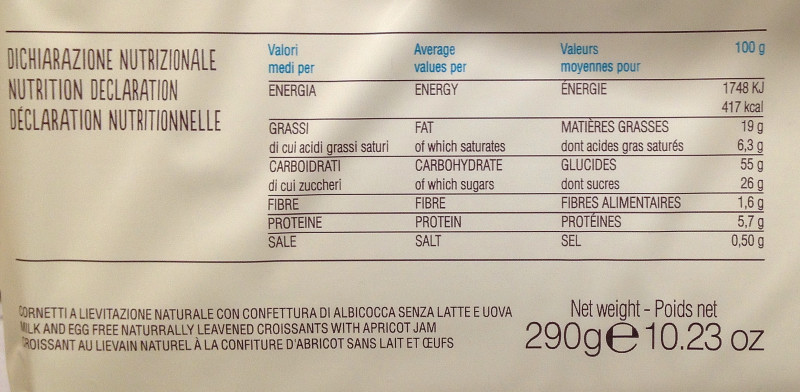 DICHIARAZIONE NUTRIZIONALE
NUTRITION DECLARATION
DÉCLARATION NUTRITIONNELLE
Valori medi per Average values per Valeurs moyennes pour 100 g
ENERGIA ENERGY ÉNERGIE 1748 KJ
417 kcal
GRASSI FAT MATIÈRES GRASSES 19 g
di cui acidi grassi saturi of which saturates dont acides gras saturés 6,3 g
CARBOIDRATI CARBOHYDRATE GLUCIDES 55 g
di cui zuccheri of which sugars dont sucres 26 g
FIBRE FIBRE FIBRES ALIMENTAIRES 1,6 g
PROTEINE PROTEIN PROTÉINES 5,7 g
SALE SALT SEL 0,50 g
CORNETTI A LIEVITAZIONE NATURALE CON CONFETTURA DI ALBICOCCA SENZA LATTE E UOVA
MILK AND EGG FREE NATURRALLY LEAVENED CROISSANTS WITH APRICOT JAM
CROISSANT AU LIEVAIN NATUREL À LA CONFITURE D'ABRICOT SANS LAIT ET ŒUFS
Net weight - Poids net
290g e 10.23 oz